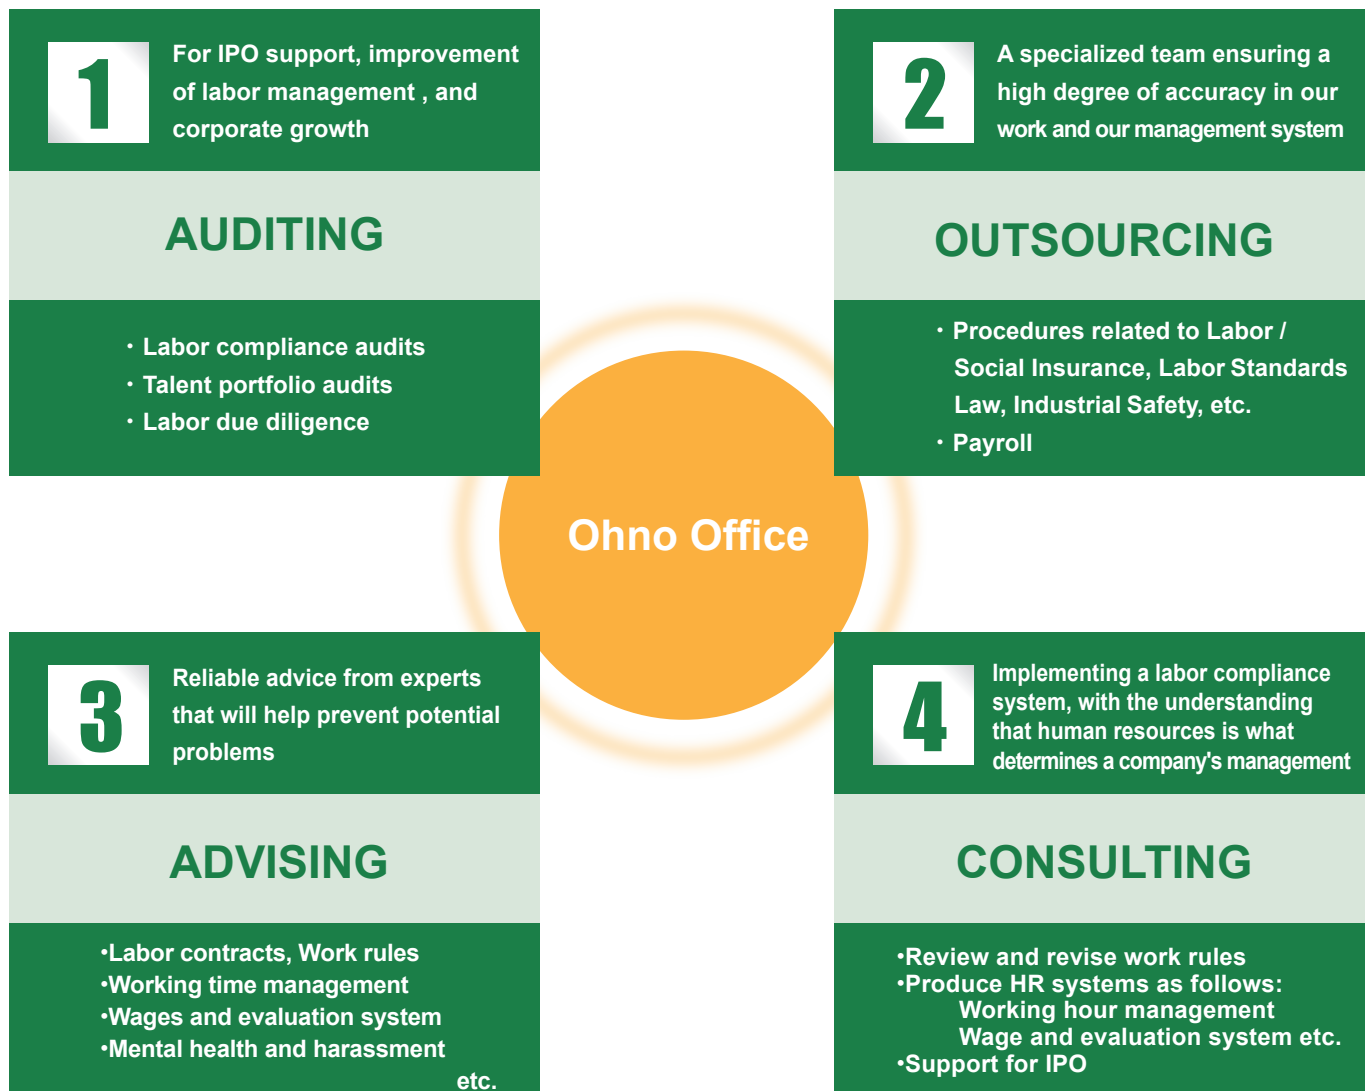 1
For IPO support, improvement
of labor management , and
corporate growth
AUDITING
・Labor compliance audits
・Talent portfolio audits
・Labor due diligence
2
A specialized team ensuring a
high degree of accuracy in our
work and our management system
OUTSOURCING
・Procedures related to Labor /
Social Insurance, Labor Standards
Law, Industrial Safety, etc.
・Payroll
Ohno Office
3
Reliable advice from experts
that will help prevent potential
problems
ADVISING
・Labor contracts, Work rules
・Working time management
・Wages and evaluation system
・Mental health and harassment
etc.
4
Implementing a labor compliance
system, with the understanding
that human resources is what
determines a company's management
CONSULTING
・Review and revise work rules
・Produce HR systems as follows:
Working hour management
Wage and evaluation system etc.
・Support for IPO